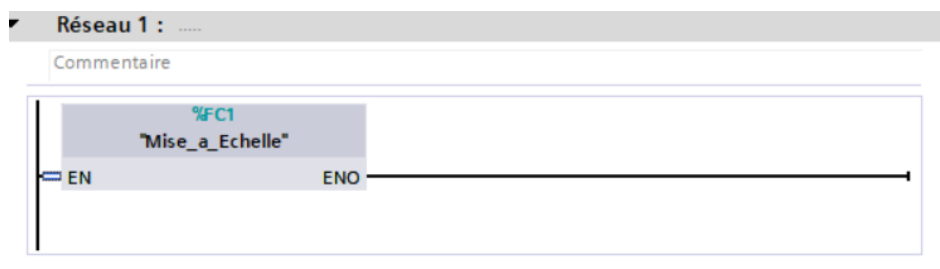 Réseau 1 : .....
Commentaire
%FC1
"Mise_a_Echelle"
EN ENO